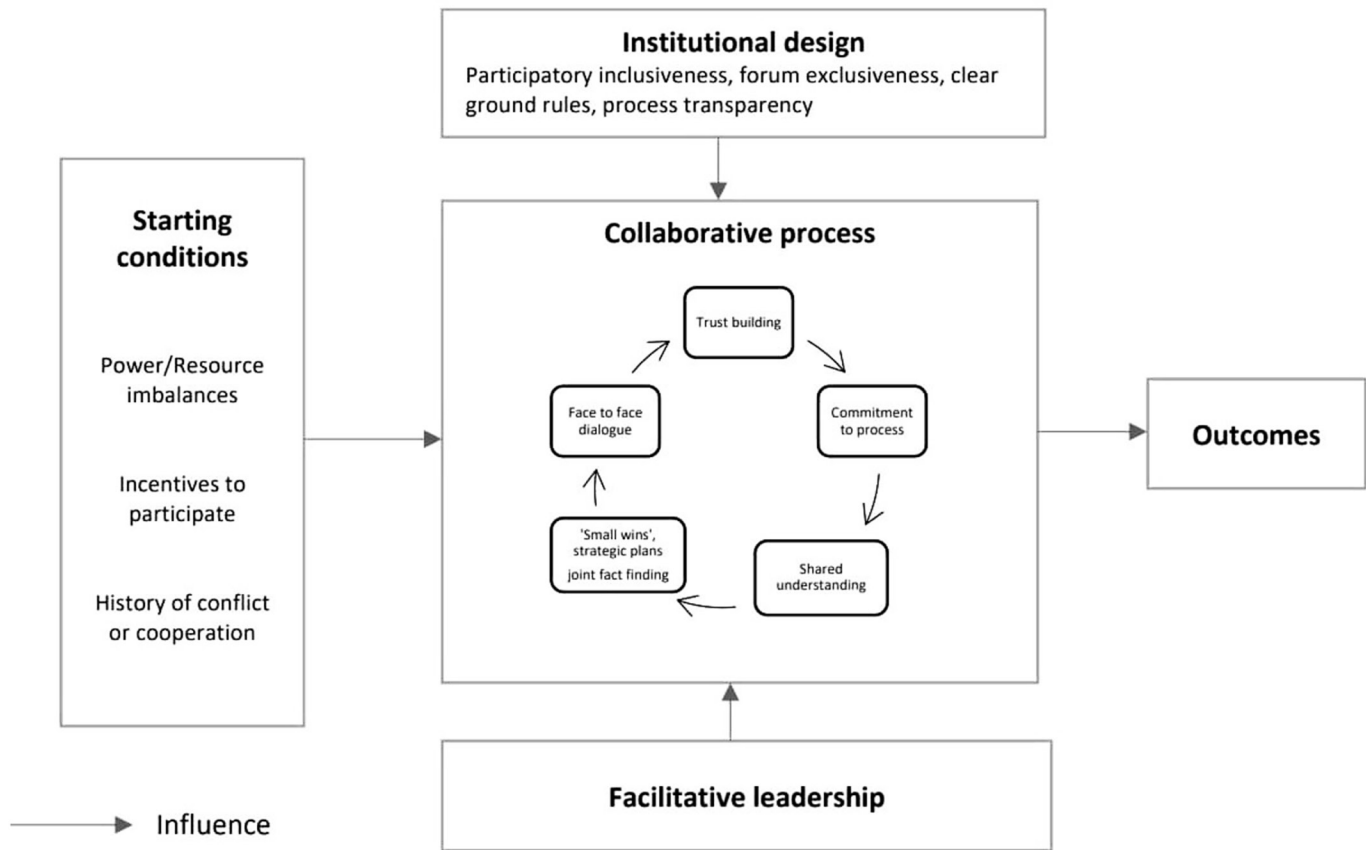 Institutional design
Participatory inclusiveness, forum exclusiveness, clear
ground rules, process transparency
Starting
conditions
Power/Resource
imbalances
Incentives to
participate
History of conflict
or cooperation
Collaborative process
Trust building
Commitment
to process
Shared
understanding
'Small wins',
strategic plans
joint fact finding
Face to face
dialogue
Outcomes
Facilitative leadership
Influence